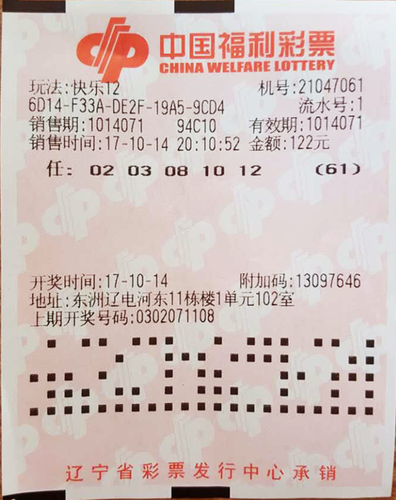 中国福利彩票
CHINA WELFARE LOTTERY
玩法:快乐12 机号:21047061
6D14-F33A-DE2F-19A5-9CD4 流水号:1
销售期:1014071 94C10 有效期:1014071
销售时间:17-10-14 20:10:52 金额:122元
任: 02 03 08 10 12 (61)
开奖时间:17-10-14 附加码:13097646
地址:东洲辽电河东11栋楼1单元102室
上期开奖号码:0302071108
辽宁省彩票发行中心承销